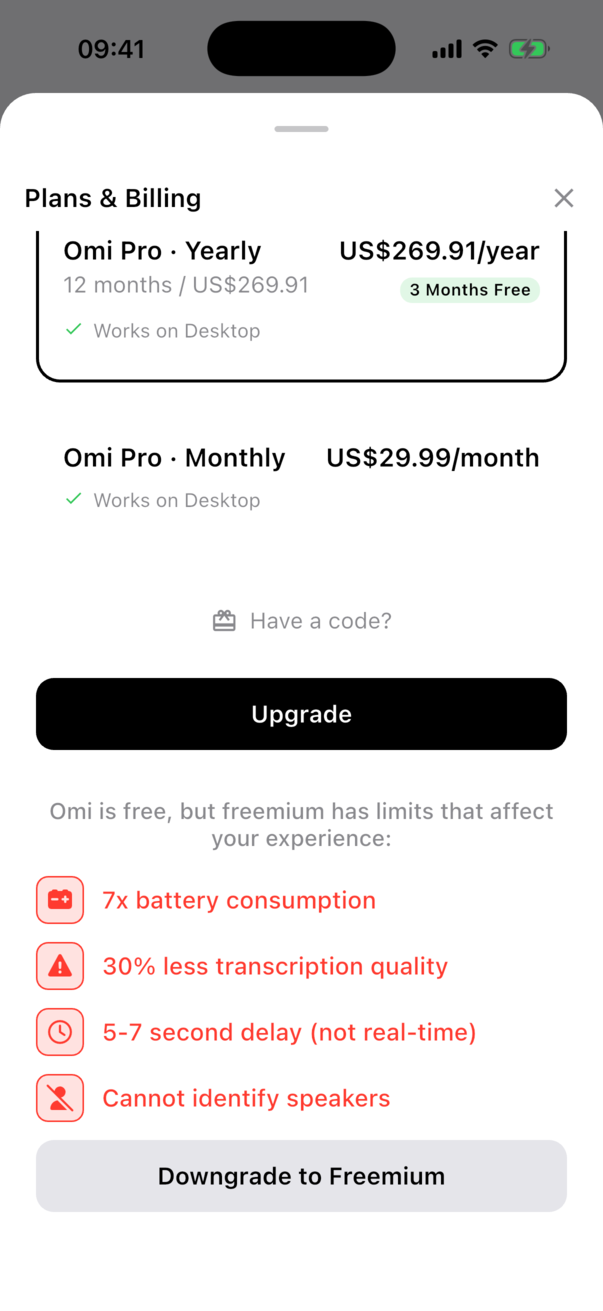 09:41
Plans & Billing
Omi Pro · Yearly
US$269.91/year
12 months / US$269.91
3 Months Free
Works on Desktop
Omi Pro · Monthly
US$29.99/month
Works on Desktop
Have a code?
Upgrade
Omi is free, but freemium has limits that affect
your experience:
7x battery consumption
30% less transcription quality
5-7 second delay (not real-time)
Cannot identify speakers
Downgrade to Freemium